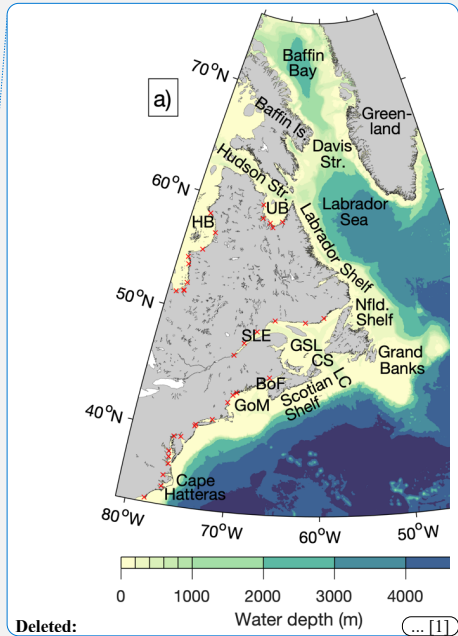 Baffin
Bay
70°N
a)
Baffin Is.
Green-
land
Davis
Str.
Hudson Str.
60°N
UB
Labrador
Sea
HB
Labrador Shelf
50°N
Nfld.
Shelf
SLE
GSL
CS
Grand
Banks
BoF
LC
GoM
Scotian
Shelf
40°N
Cape
Hatteras
80°W
70°W
60°W
50°W
0 1000 2000 3000 4000
Water depth (m)
Deleted:
... [1]